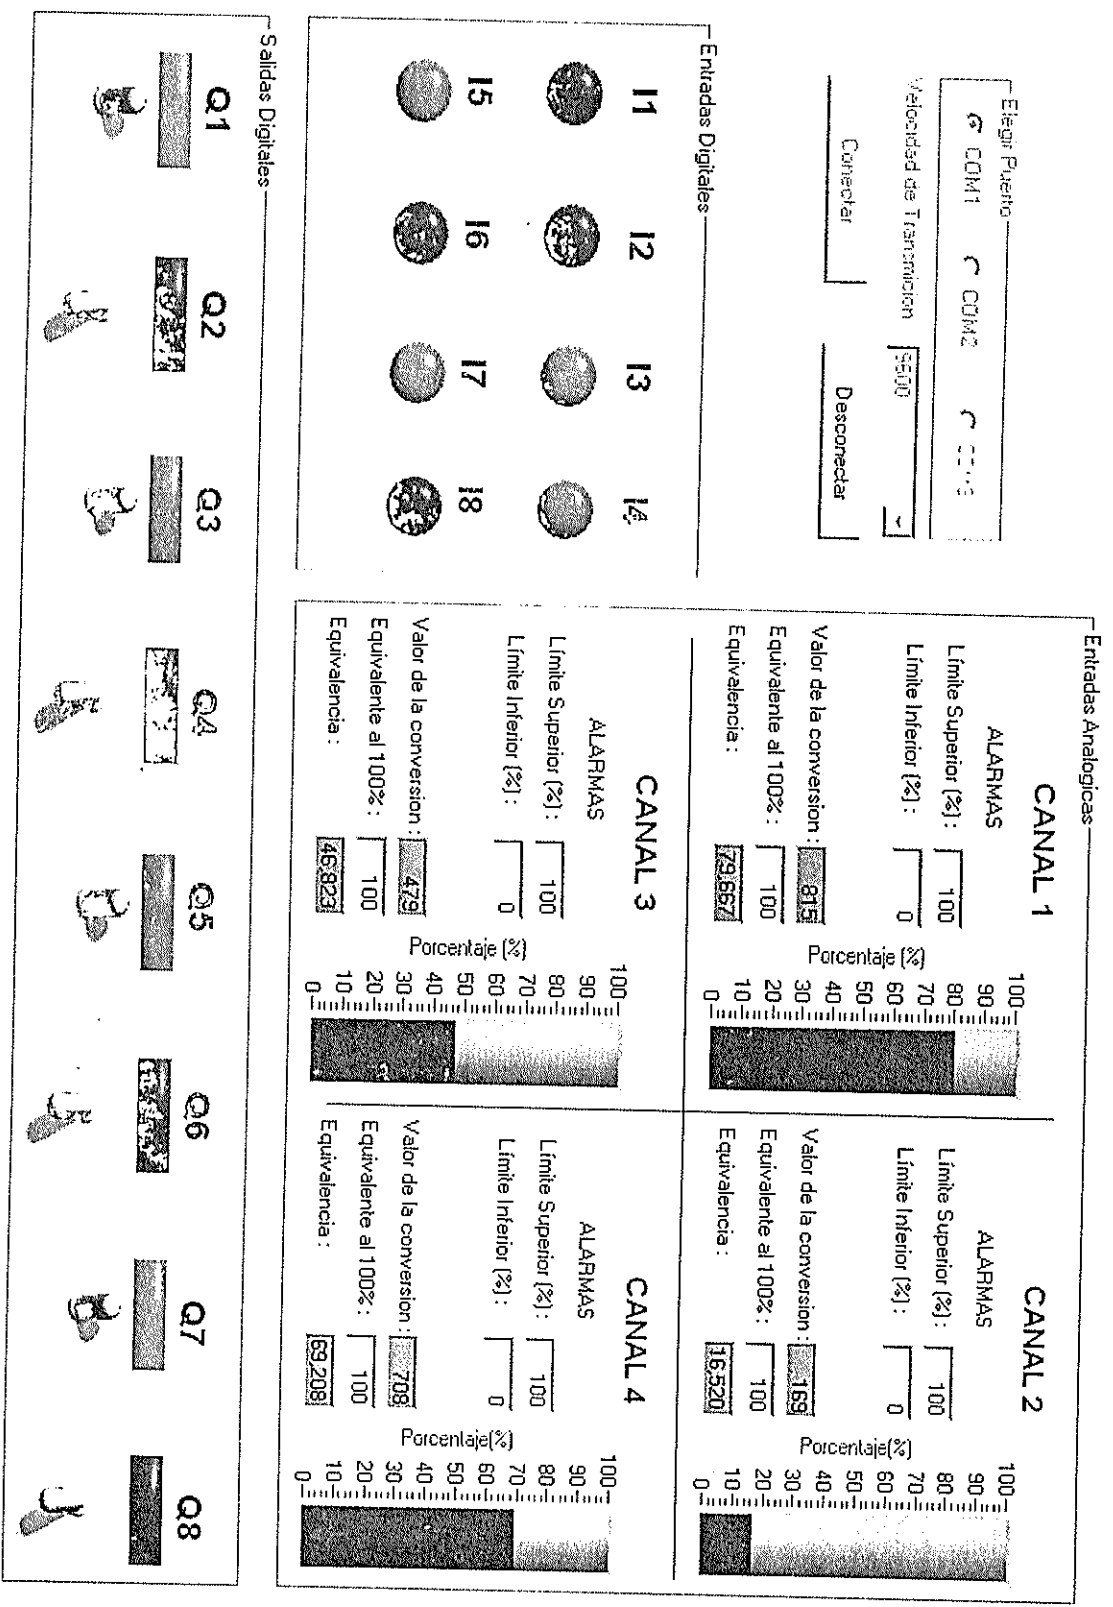 Elegir Puerto
COM1 COM2
Velocidad de Transmicion 9600
Conectar Desconectar
Entradas Digitales
I1 I2 I3 I4
I5 I6 I7 I8
Entradas Analogicas
CANAL 1
ALARMAS
Límite Superior (%) : 100
Límite Inferior (%) : 0
Valor de la conversion : 815
Equivalente al 100% : 100
Equivalencia : 79,667
Porcentaje (%)
100
90
80
70
60
50
40
30
20
10
0
CANAL 2
ALARMAS
Límite Superior (%) : 100
Límite Inferior (%) : 0
Valor de la conversion : 169
Equivalente al 100% : 100
Equivalencia : 16,520
Porcentaje(%)
100
90
80
70
60
50
40
30
20
10
0
CANAL 3
ALARMAS
Límite Superior (%) : 100
Límite Inferior (%) : 0
Valor de la conversion : 479
Equivalente al 100% : 100
Equivalencia : 46,823
Porcentaje (%)
100
90
80
70
60
50
40
30
20
10
0
CANAL 4
ALARMAS
Límite Superior (%) : 100
Límite Inferior (%) : 0
Valor de la conversion : 708
Equivalente al 100% : 100
Equivalencia : 69,208
Porcentaje(%)
100
90
80
70
60
50
40
30
20
10
0
Salidas Digitales
Q1 Q2 Q3 Q4 Q5 Q6 Q7 Q8